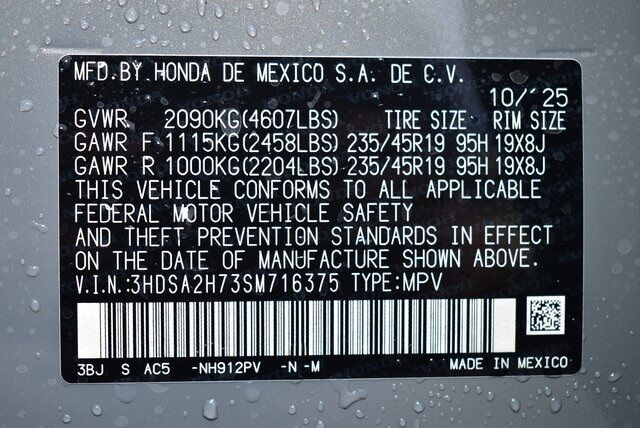 MFD.BY HONDA DE MEXICO S.A. DE C.V.
10/'25
GVWR 2090KG(4607LBS) TIRE SIZE RIM SIZE
GAWR F 1115KG(2458LBS) 235/45R19 95H 19X8J
GAWR R 1000KG(2204LBS) 235/45R19 95H 19X8J
THIS VEHICLE CONFORMS TO ALL APPLICABLE
FEDERAL MOTOR VEHICLE SAFETY
AND THEFT PREVENTION STANDARDS IN EFFECT
ON THE DATE OF MANUFACTURE SHOWN ABOVE.
V.I.N.:3HDSA2H73SM716375 TYPE:MPV
3BJ S AC5 -NH912PV -N -M MADE IN MEXICO